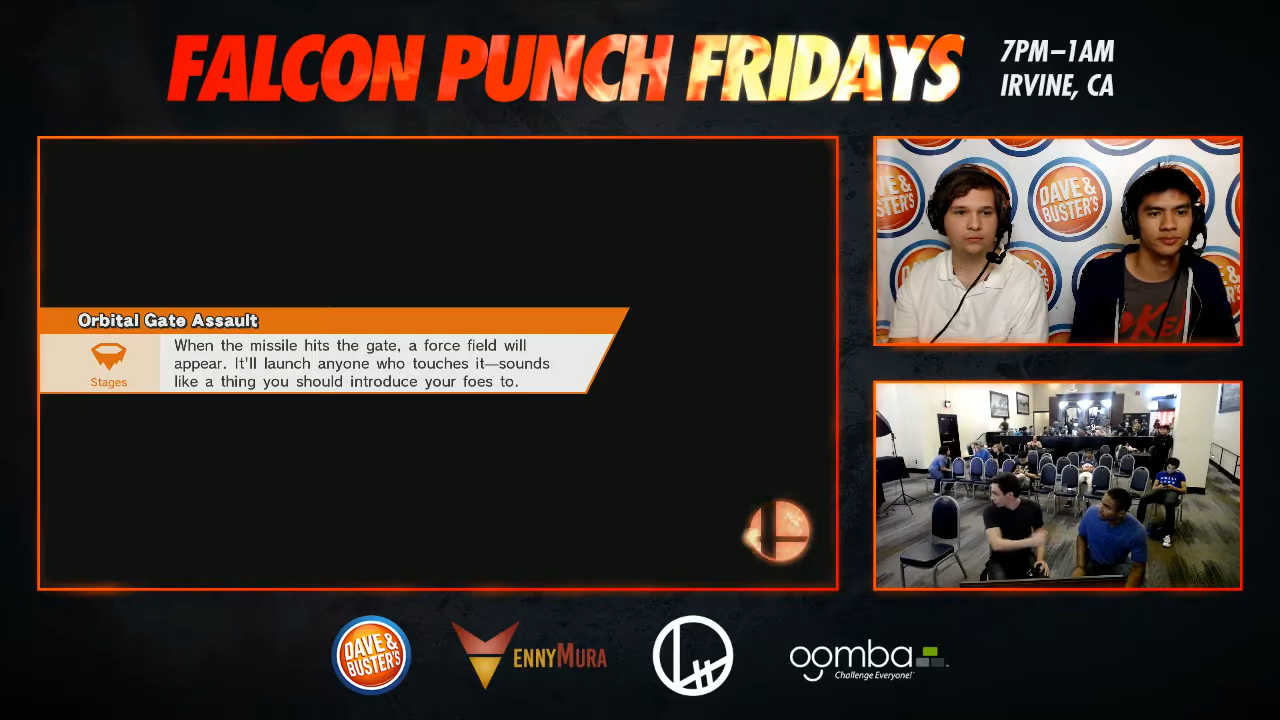 FALCON PUNCH FRIDAYS
7PM–1AM
IRVINE, CA
Orbital Gate Assault
Stages
When the missile hits the gate, a force field will
appear. It'll launch anyone who touches it—sounds
like a thing you should introduce your foes to.
DAVE &
BUSTER'S
DAVE &
BUSTER'S
ENNYMURA
oomba
Challenge Everyone!